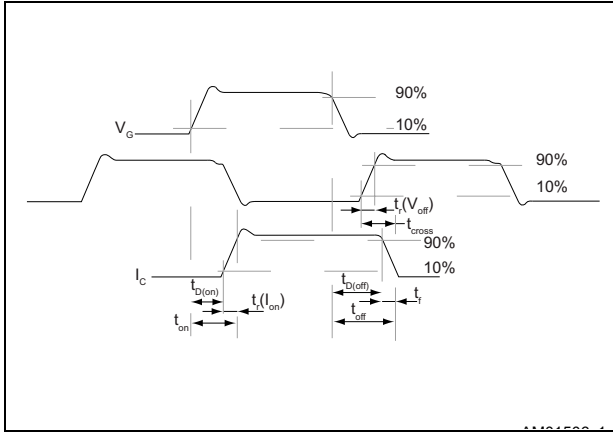 90%
V_G
10%
90%
10%
t_r(V_off)
t_cross
90%
I_C
10%
t_D(on)
t_D(off)
t_f
t_r(I_on)
t_on
t_off